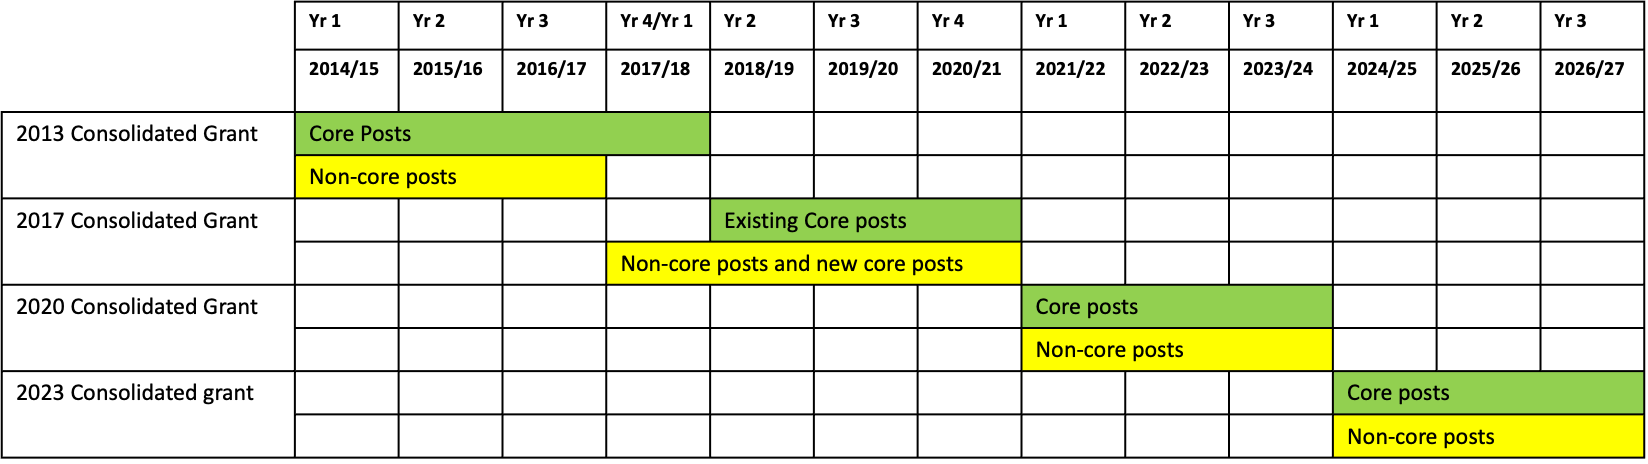 Yr 1 Yr 2 Yr 3 Yr 4/Yr 1 Yr 2 Yr 3 Yr 4 Yr 1 Yr 2 Yr 3 Yr 1 Yr 2 Yr 3
2014/15 2015/16 2016/17 2017/18 2018/19 2019/20 2020/21 2021/22 2022/23 2023/24 2024/25 2025/26 2026/27
2013 Consolidated Grant Core Posts
Non-core posts
2017 Consolidated Grant Existing Core posts
Non-core posts and new core posts
2020 Consolidated Grant Core posts
Non-core posts
2023 Consolidated grant Core posts
Non-core posts